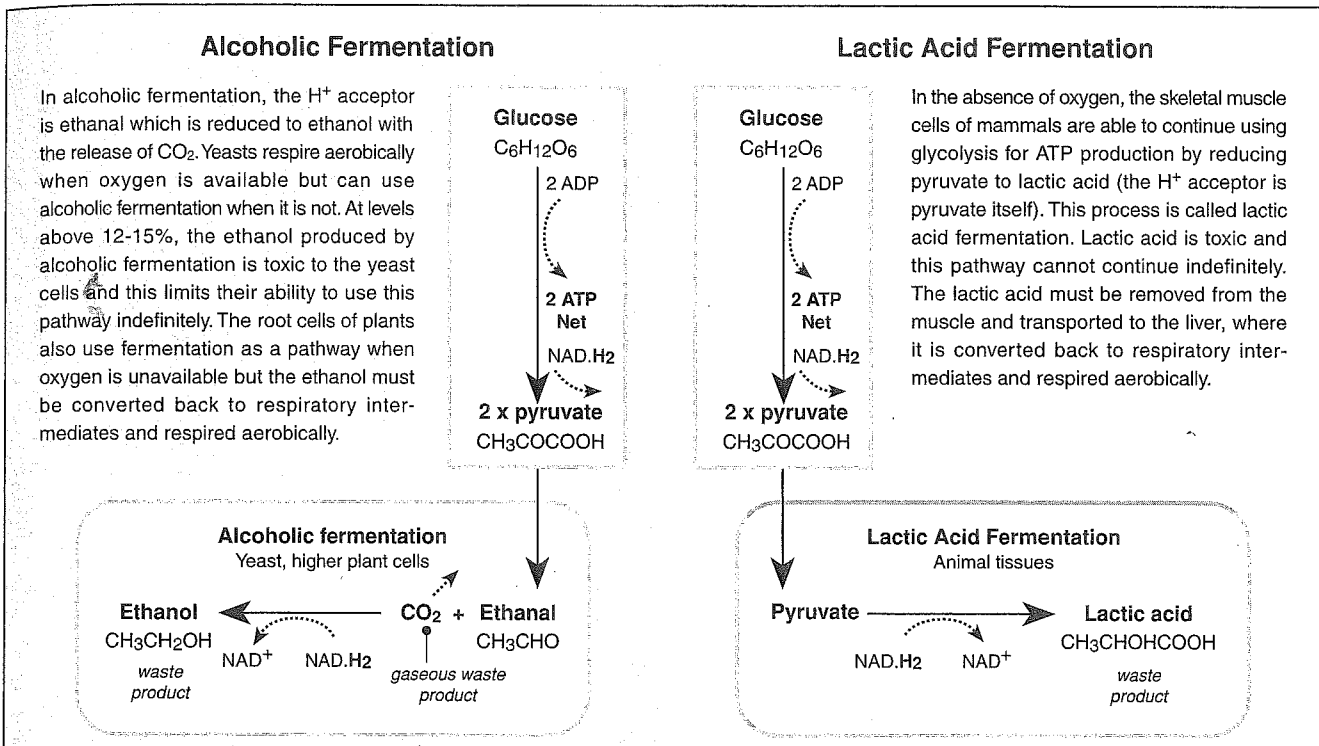 Alcoholic Fermentation
In alcoholic fermentation, the H+ acceptor
is ethanal which is reduced to ethanol with
the release of CO2. Yeasts respire aerobically
when oxygen is available but can use
alcoholic fermentation when it is not. At levels
above 12-15%, the ethanol produced by
alcoholic fermentation is toxic to the yeast
cells and this limits their ability to use this
pathway indefinitely. The root cells of plants
also use fermentation as a pathway when
oxygen is unavailable but the ethanol must
be converted back to respiratory inter-
mediates and respired aerobically.
Glucose
C6H12O6
2 ADP
2 ATP
Net
NAD.H2
2 x pyruvate
CH3COCOOH
Alcoholic fermentation
Yeast, higher plant cells
Ethanol
CH3CH2OH
waste
product
NAD+
NAD.H2
CO2 + Ethanal
CH3CHO
gaseous waste
product
Lactic Acid Fermentation
Glucose
C6H12O6
2 ADP
2 ATP
Net
NAD.H2
2 x pyruvate
CH3COCOOH
In the absence of oxygen, the skeletal muscle
cells of mammals are able to continue using
glycolysis for ATP production by reducing
pyruvate to lactic acid (the H+ acceptor is
pyruvate itself). This process is called lactic
acid fermentation. Lactic acid is toxic and
this pathway cannot continue indefinitely.
The lactic acid must be removed from the
muscle and transported to the liver, where
it is converted back to respiratory inter-
mediates and respired aerobically.
Lactic Acid Fermentation
Animal tissues
Pyruvate
NAD.H2
NAD+
Lactic acid
CH3CHOHCOOH
waste
product